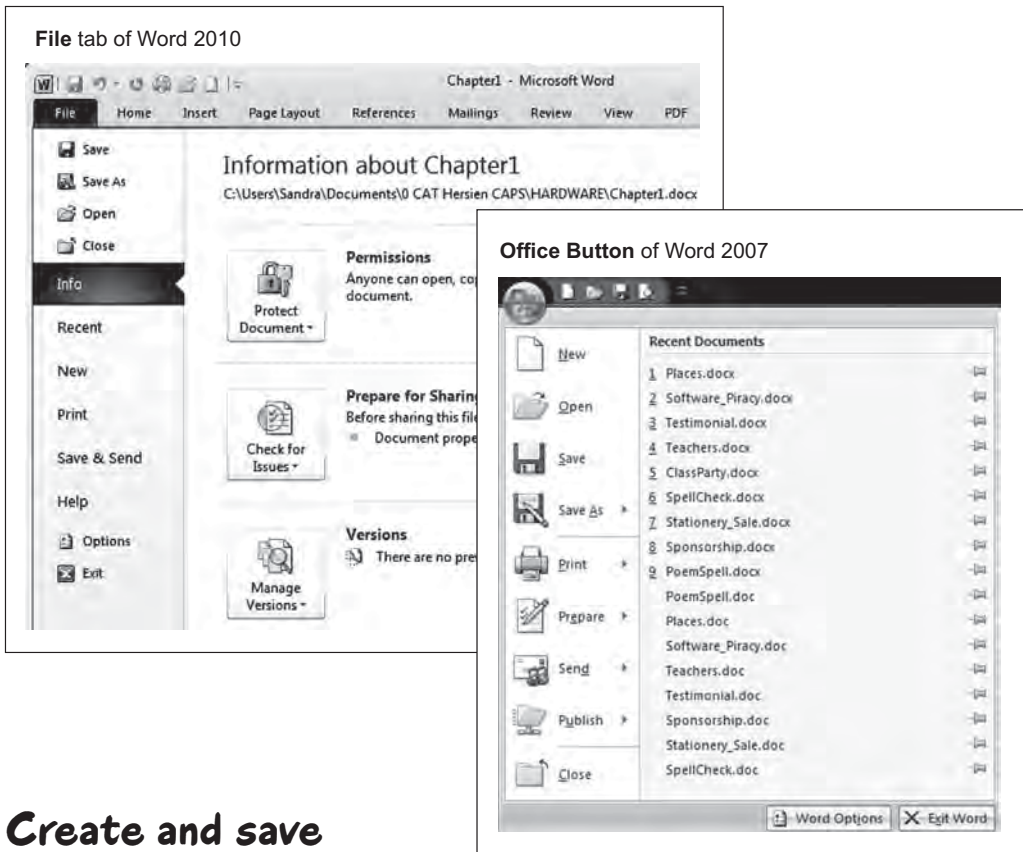 File tab of Word 2010
Chapter1 - Microsoft Word
File Home Insert Page Layout References Mailings Review View PDF
Save
Save As
Open
Close
Info
Recent
New
Print
Save & Send
Help
Options
Exit
Information about Chapter1
C:\Users\Sandra\Documents\0 CAT Hersien CAPS\HARDWARE\Chapter1.docx
Protect
Document
Permissions
Anyone can open,
document.
Check for
Issues
Prepare for Sharing
Before sharing this file
Document
Manage
Versions
Versions
There are no
Office Button of Word 2007
New
Open
Save
Save As
Print
Prepare
Send
Publish
Close
Recent Documents
1 Places.docx
2 Software_Piracy.docx
3 Testimonial.docx
4 Teachers.docx
5 ClassParty.docx
6 SpellCheck.docx
7 Stationery_Sale.docx
8 Sponsorship.docx
9 PoemSpell.docx
PoemSpell.doc
Places.doc
Software_Piracy.doc
Teachers.doc
Testimonial.doc
Sponsorship.doc
Stationery_Sale.doc
SpellCheck.doc
Word Options Exit Word
Create and save